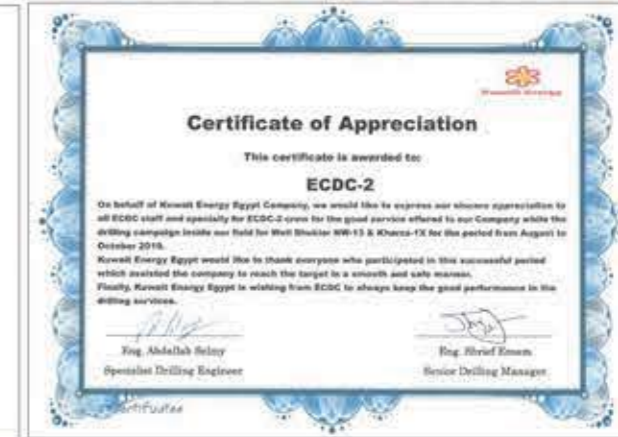 Kuwait Energy
Certificate of Appreciation
This certificate is awarded to:
ECDC-2
On behalf of Kuwait Energy Egypt Company, we would like to express our sincere appreciation to
all ECDC staff and specially for ECDC-2 crew for the good service offered to our Company while the
drilling campaign inside our field for Well Shukier NW-13 & Kharza-1X for the period from August to
October 2019.
Kuwait Energy Egypt would like to thank everyone who participated in this successful period
which assisted the company to reach the target in a smooth and safe manner.
Finally, Kuwait Energy Egypt is wishing from ECDC to always keep the good performance in the
drilling services.
Eng. Abdallah Selmy
Eng. Sherif Emam
Specialist Drilling Engineer
Senior Drilling Manager